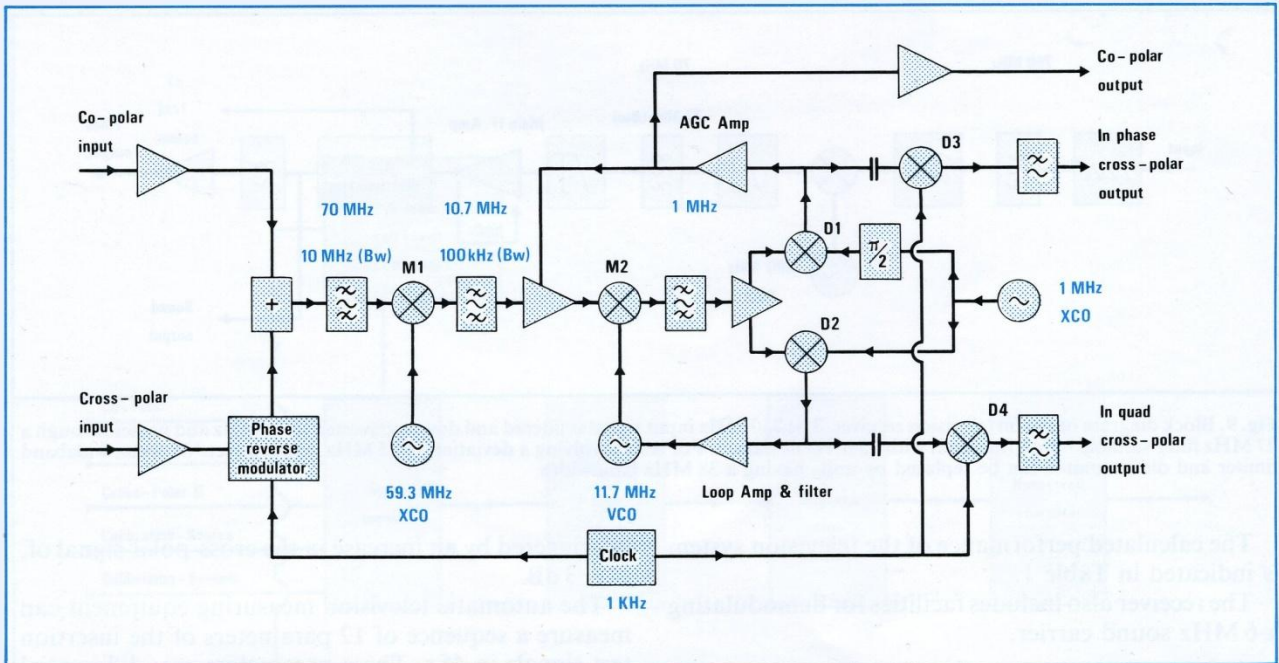 Co-polar
output
AGC Amp
D3
In phase
cross-polar
output
Co-polar
input
70 MHz
10.7 MHz
1 MHz
D1
π/2
10 MHz (Bw)
M1
100kHz (Bw)
M2
+
1 MHz
XCO
D2
Cross-polar
input
Phase
reverse
modulator
D4
In quad
cross-polar
output
59.3 MHz
XCO
11.7 MHz
VCO
Loop Amp & filter
Clock
1 KHz